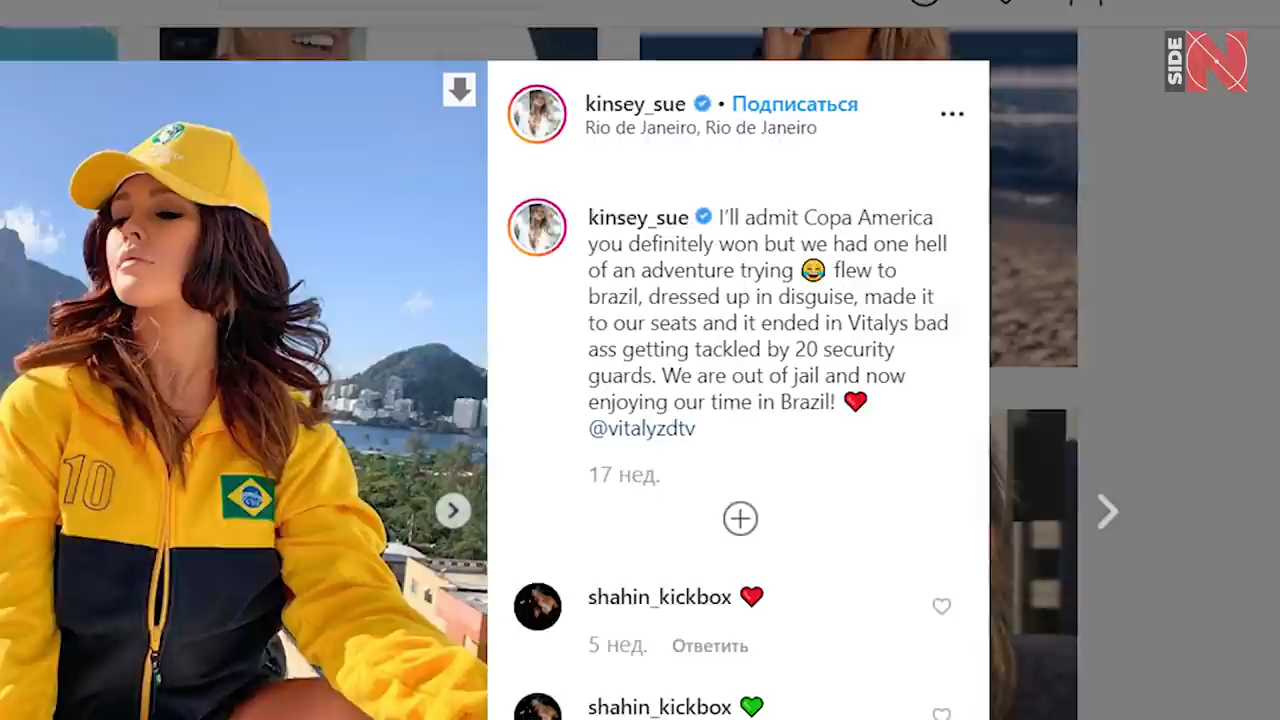 SIDE N
kinsey_sue • Подписаться
Rio de Janeiro, Rio de Janeiro
kinsey_sue I’ll admit Copa America
you definitely won but we had one hell
of an adventure trying 😂 flew to
brazil, dressed up in disguise, made it
to our seats and it ended in Vitalys bad
ass getting tackled by 20 security
guards. We are out of jail and now
enjoying our time in Brazil! ❤️
@vitalyzdtv
17 нед.
10
shahin_kickbox ❤️
5 нед. Ответить
shahin_kickbox 💚